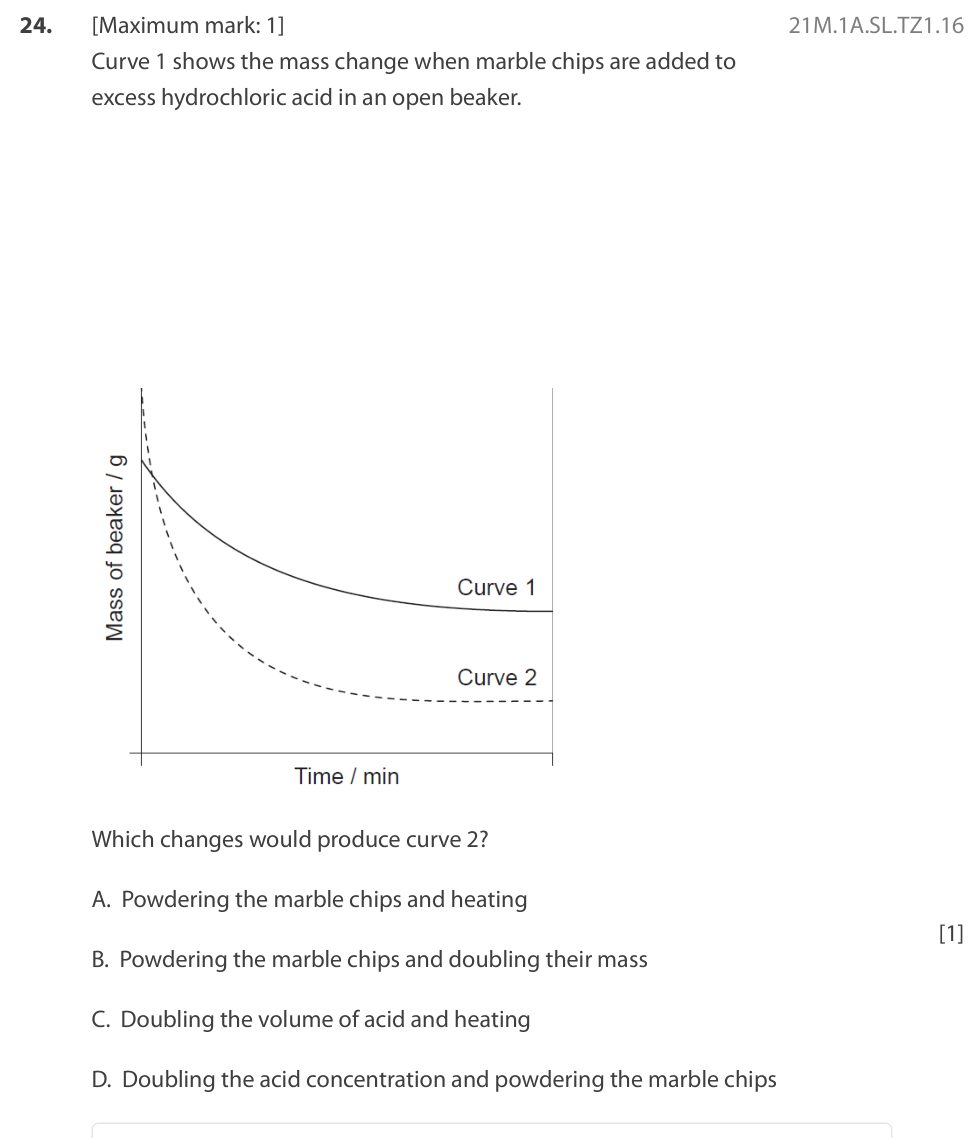 24. [Maximum mark: 1] 21M.1A.SL.TZ1.16
Curve 1 shows the mass change when marble chips are added to
excess hydrochloric acid in an open beaker.
Mass of beaker / g
Curve 1
Curve 2
Time / min
Which changes would produce curve 2?
A. Powdering the marble chips and heating
[1]
B. Powdering the marble chips and doubling their mass
C. Doubling the volume of acid and heating
D. Doubling the acid concentration and powdering the marble chips